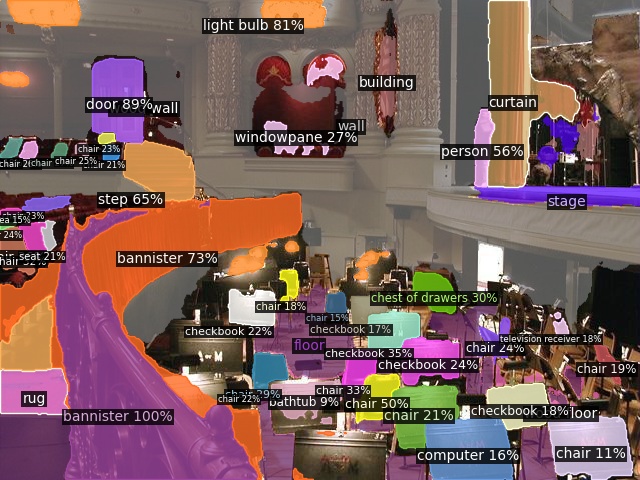 light bulb 81%
building
door 89%
wall
curtain
wall
windowpane 27%
chair 23%
person 56%
chair 25%
chair 21%
step 65%
stage
seat 21%
bannister 73%
chest of drawers 30%
chair 18%
chair 15%
checkbook 22%
checkbook 17%
television receiver 18%
floor
chair 24%
checkbook 35%
checkbook 24%
chair 19%
chair 33%
rug
chair 22%
bathtub 9%
chair 50%
bannister 100%
chair 21%
checkbook 18%
computer 16%
chair 11%